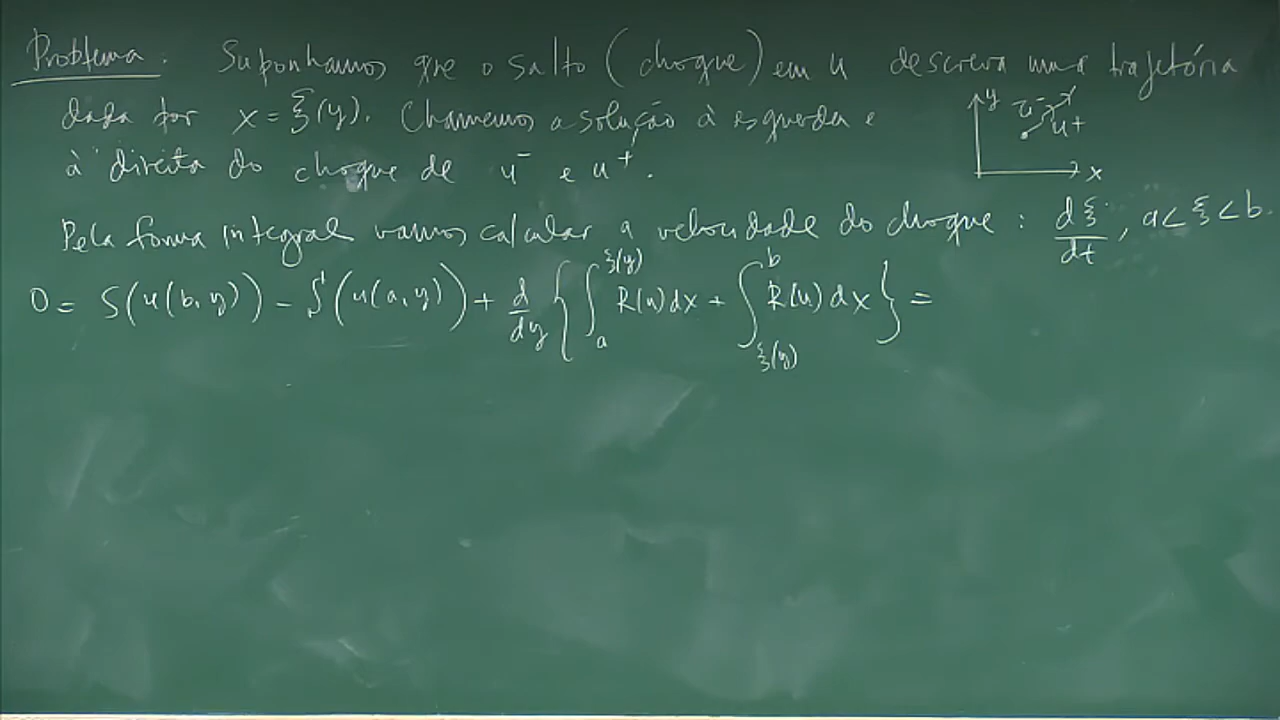 Problema. Suponhamos que o salto (choque) em u descreva uma trajetória
dada por x = ξ(y). Chamemos a solução à esquerda e
à direita do choque de u⁻ e u⁺.
y u⁻ u⁺ x
Pela forma integral vamos calcular a velocidade do choque : dξ/dt, a < ξ < b.
0 = S(u(b,y)) - S(u(a,y)) + d/dy { ∫_a^{ξ(y)} R(u)dx + ∫_{ξ(y)}^b R(u)dx } =